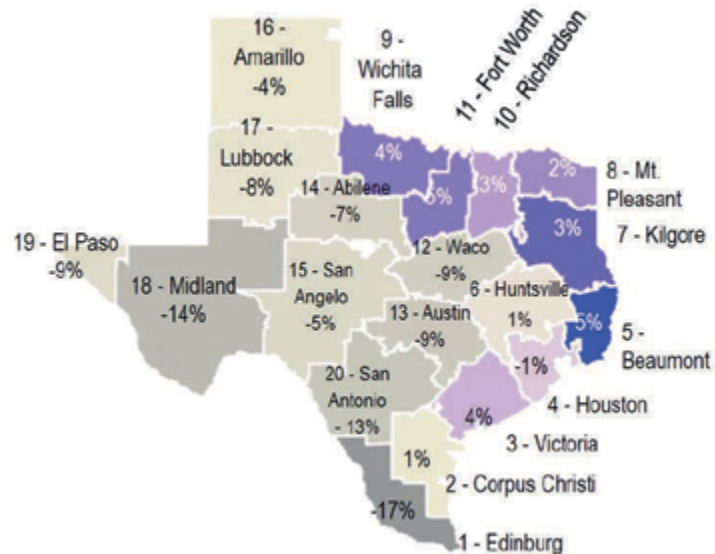 16 -
Amarillo
-4%
9 -
Wichita
Falls
11 - Fort Worth
10 - Richardson
17 -
Lubbock
-8%
4%
3%
2%
8 - Mt.
Pleasant
14 - Abilene
-7%
3%
7 - Kilgore
19 - El Paso
-9%
18 - Midland
-14%
15 - San
Angelo
-5%
12 - Waco
-9%
6 - Huntsville
1%
13 - Austin
-9%
5%
5 -
Beaumont
-1%
4 - Houston
20 - San
Antonio
- 13%
4%
3 - Victoria
1%
2 - Corpus Christi
-17%
1 - Edinburg